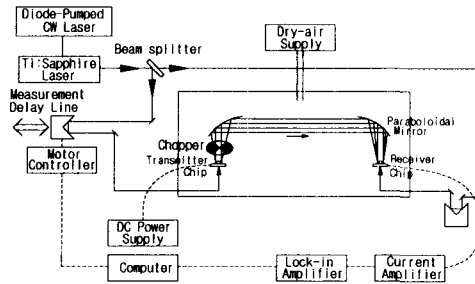 Diode-Pumped
CW Laser
Ti:Sapphire
Laser
Beam splitter
Dry-air
Supply
Measurement
Delay Line
Motor
Controller
Paraboloidal
Mirror
Chopper
Transmitter
Chip
Receiver
Chip
DC Power
Supply
Computer
Lock-in
Amplifier
Current
Amplifier